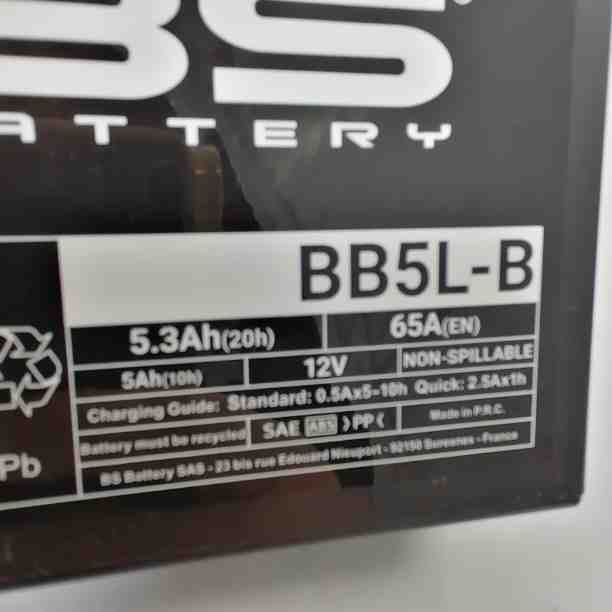 BS
BATTERY
BB5L-B
5.3Ah(20h) 65A(EN)
5Ah(10h) 12V NON-SPILLABLE
Charging Guide: Standard: 0.5Ax5-10h Quick: 2.5Ax1h
Battery must be recycled SAE ABS 〉PP〈 Made in P.R.C.
Pb
BS Battery SAS - 23 bis rue Edouard Nieuport - 92150 Suresnes - France